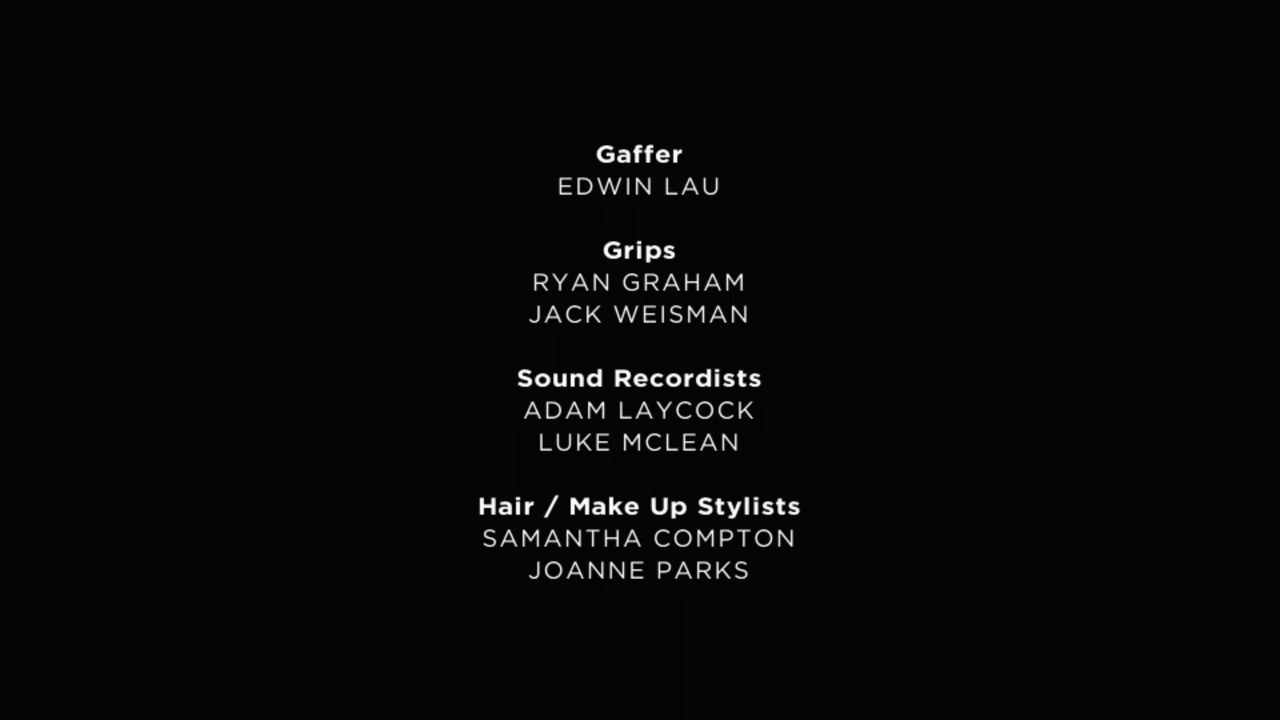 Gaffer
EDWIN LAU
Grips
RYAN GRAHAM
JACK WEISMAN
Sound Recordists
ADAM LAYCOCK
LUKE MCLEAN
Hair / Make Up Stylists
SAMANTHA COMPTON
JOANNE PARKS